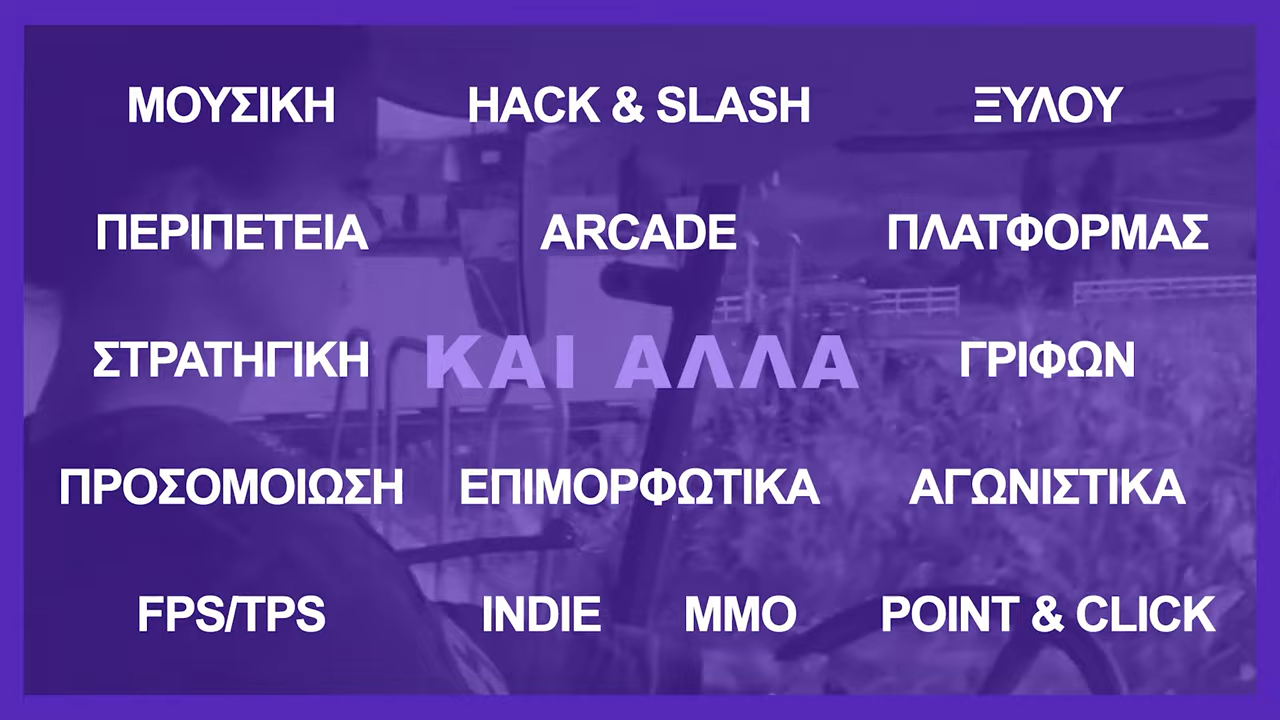 ΜΟΥΣΙΚΗ HACK & SLASH ΞΥΛΟΥ
ΠΕΡΙΠΕΤΕΙΑ ARCADE ΠΛΑΤΦΟΡΜΑΣ
ΣΤΡΑΤΗΓΙΚΗ ΚΑΙ ΑΛΛΑ ΓΡΙΦΩΝ
ΠΡΟΣΟΜΟΙΩΣΗ ΕΠΙΜΟΡΦΩΤΙΚΑ ΑΓΩΝΙΣΤΙΚΑ
FPS/TPS INDIE MMO POINT & CLICK